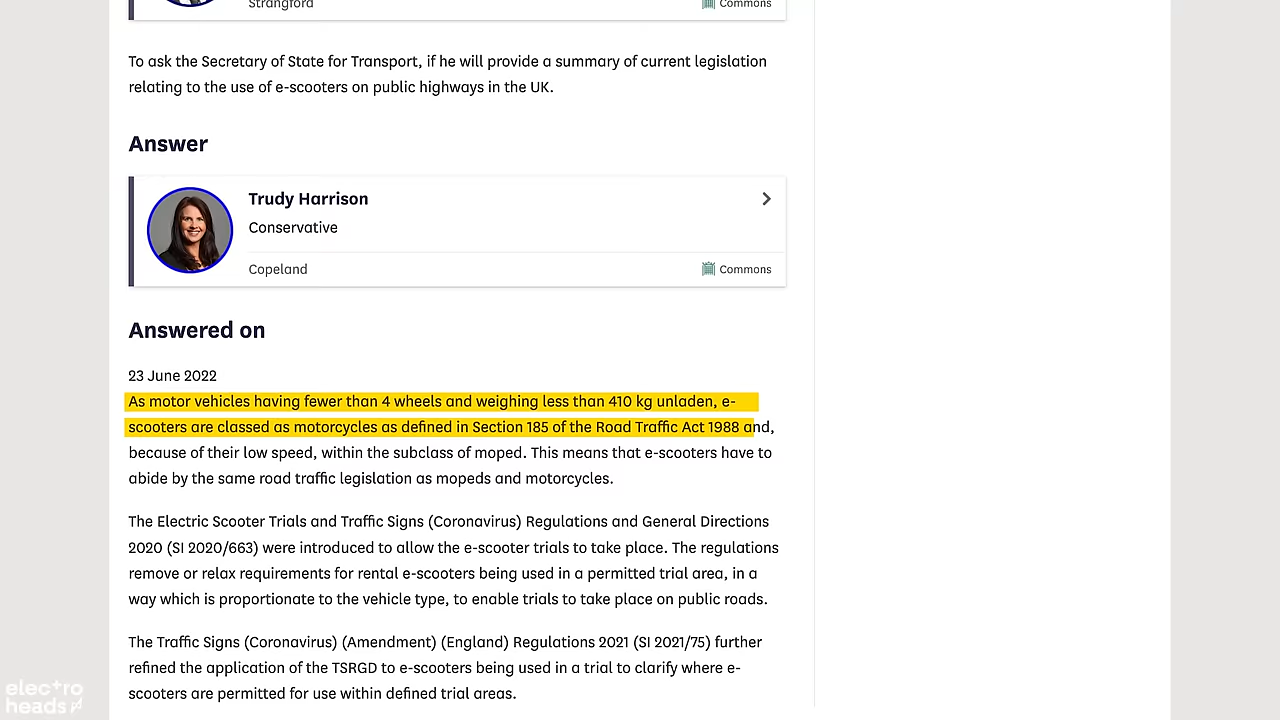 Strangford
Commons
To ask the Secretary of State for Transport, if he will provide a summary of current legislation
relating to the use of e-scooters on public highways in the UK.
Answer
Trudy Harrison
Conservative
Copeland
Commons
Answered on
23 June 2022
As motor vehicles having fewer than 4 wheels and weighing less than 410 kg unladen, e-
scooters are classed as motorcycles as defined in Section 185 of the Road Traffic Act 1988 and,
because of their low speed, within the subclass of moped. This means that e-scooters have to
abide by the same road traffic legislation as mopeds and motorcycles.
The Electric Scooter Trials and Traffic Signs (Coronavirus) Regulations and General Directions
2020 (SI 2020/663) were introduced to allow the e-scooter trials to take place. The regulations
remove or relax requirements for rental e-scooters being used in a permitted trial area, in a
way which is proportionate to the vehicle type, to enable trials to take place on public roads.
The Traffic Signs (Coronavirus) (Amendment) (England) Regulations 2021 (SI 2021/75) further
refined the application of the TSRGD to e-scooters being used in a trial to clarify where e-
scooters are permitted for use within defined trial areas.
electro
heads